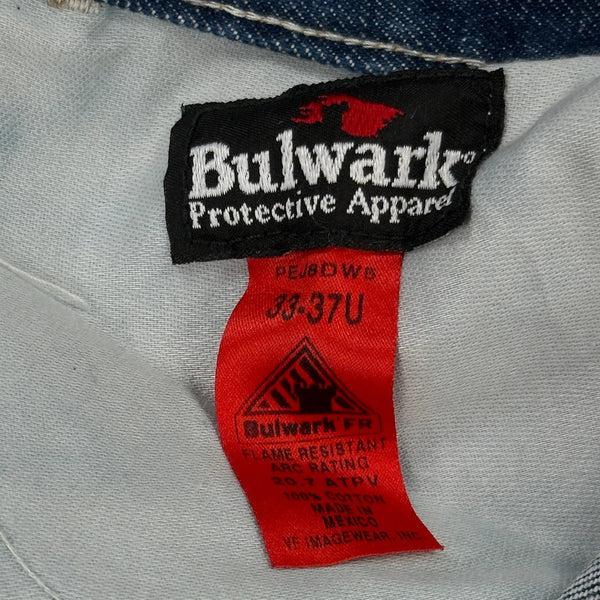 Bulwark®
Protective Apparel
PEJ8DW5
33-37U
Bulwark® FR
FLAME RESISTANT
ARC RATING
20.7 ATPV
100% COTTON
MADE IN
MEXICO
VF IMAGEWEAR, INC.